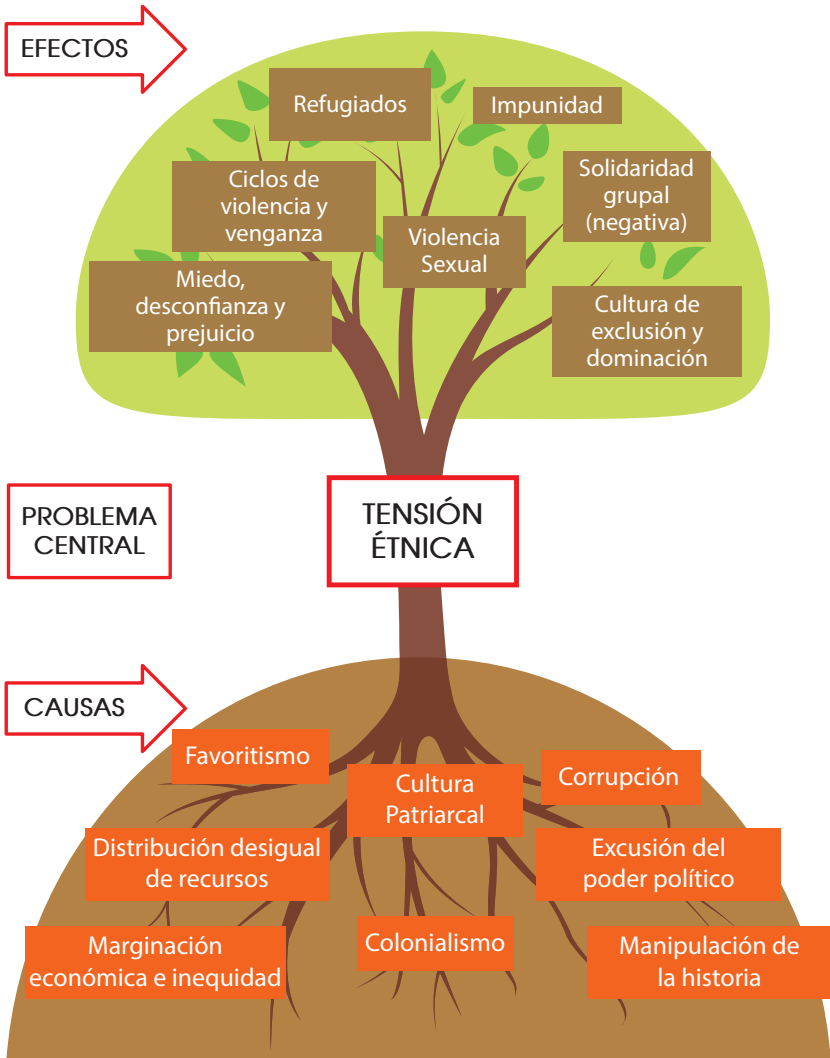 EFECTOS
Refugiados
Impunidad
Ciclos de
violencia y
venganza
Solidaridad
grupal
(negativa)
Violencia
Sexual
Miedo,
desconfianza y
prejuicio
Cultura de
exclusión y
dominación
PROBLEMA
CENTRAL
TENSIÓN
ÉTNICA
CAUSAS
Favoritismo
Cultura
Patriarcal
Corrupción
Distribución desigual
de recursos
Excusión del
poder político
Marginación
económica e inequidad
Colonialismo
Manipulación de
la historia